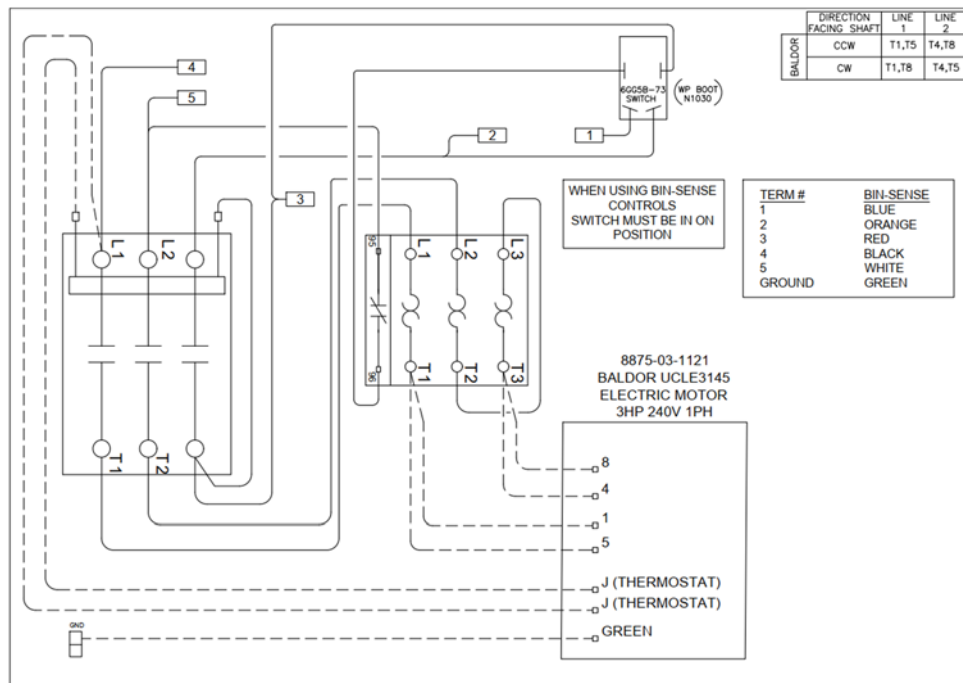 DIRECTION FACING SHAFT LINE 1 LINE 2
BALDOR
CCW T1,T5 T4,T8
CW T1,T8 T4,T5
4
5
6GG5B-73
SWITCH
(WP BOOT
N1030)
2
1
3
WHEN USING BIN-SENSE
CONTROLS
SWITCH MUST BE IN ON
POSITION
TERM # BIN-SENSE
1 BLUE
2 ORANGE
3 RED
4 BLACK
5 WHITE
GROUND GREEN
L1 L2
95 L1 L2 L3
96 T1 T2 T3
T1 T2
8875-03-1121
BALDOR UCLE3145
ELECTRIC MOTOR
3HP 240V 1PH
8
4
1
5
J (THERMOSTAT)
J (THERMOSTAT)
GND
GREEN